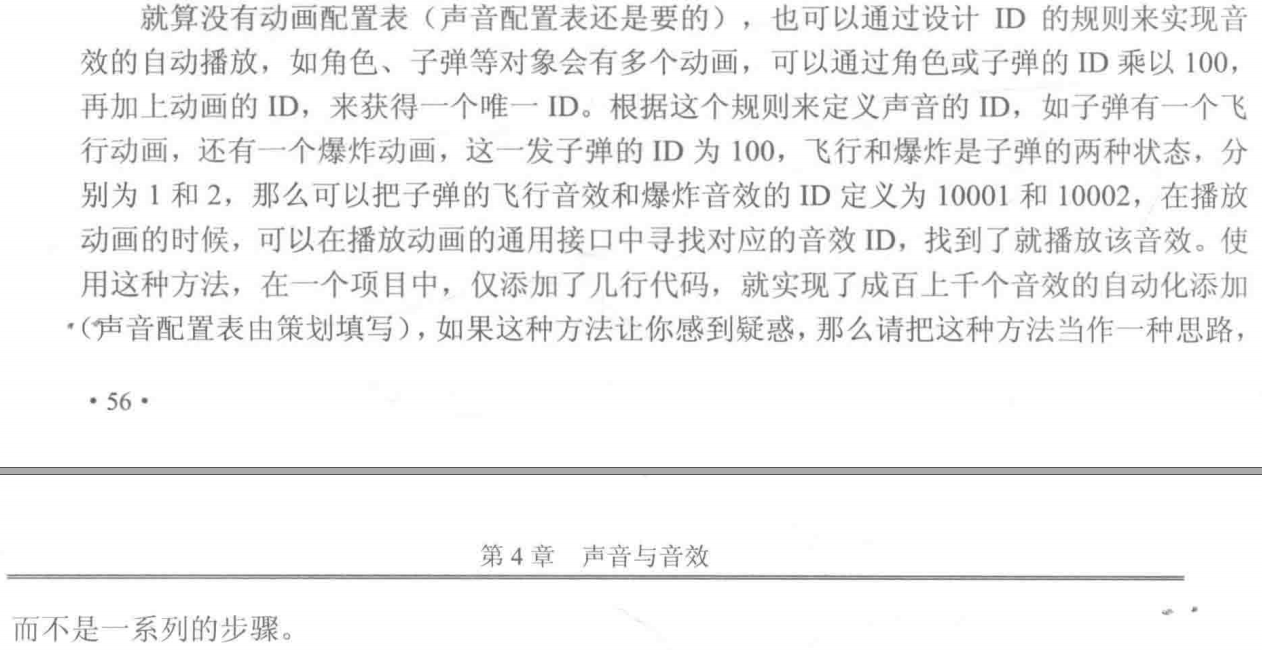 就算没有动画配置表（声音配置表还是要的），也可以通过设计 ID 的规则来实现音
效的自动播放，如角色、子弹等对象会有多个动画，可以通过角色或子弹的 ID 乘以 100，
再加上动画的 ID，来获得一个唯一 ID。根据这个规则来定义声音的 ID，如子弹有一个飞
行动画，还有一个爆炸动画，这一发子弹的 ID 为 100，飞行和爆炸是子弹的两种状态，分
别为 1 和 2，那么可以把子弹的飞行音效和爆炸音效的 ID 定义为 10001 和 10002，在播放
动画的时候，可以在播放动画的通用接口中寻找对应的音效 ID，找到了就播放该音效。使
用这种方法，在一个项目中，仅添加了几行代码，就实现了成百上千个音效的自动化添加
（声音配置表由策划填写），如果这种方法让你感到疑惑，那么请把这种方法当作一种思路，
• 56 •
第 4 章　声音与音效
而不是一系列的步骤。